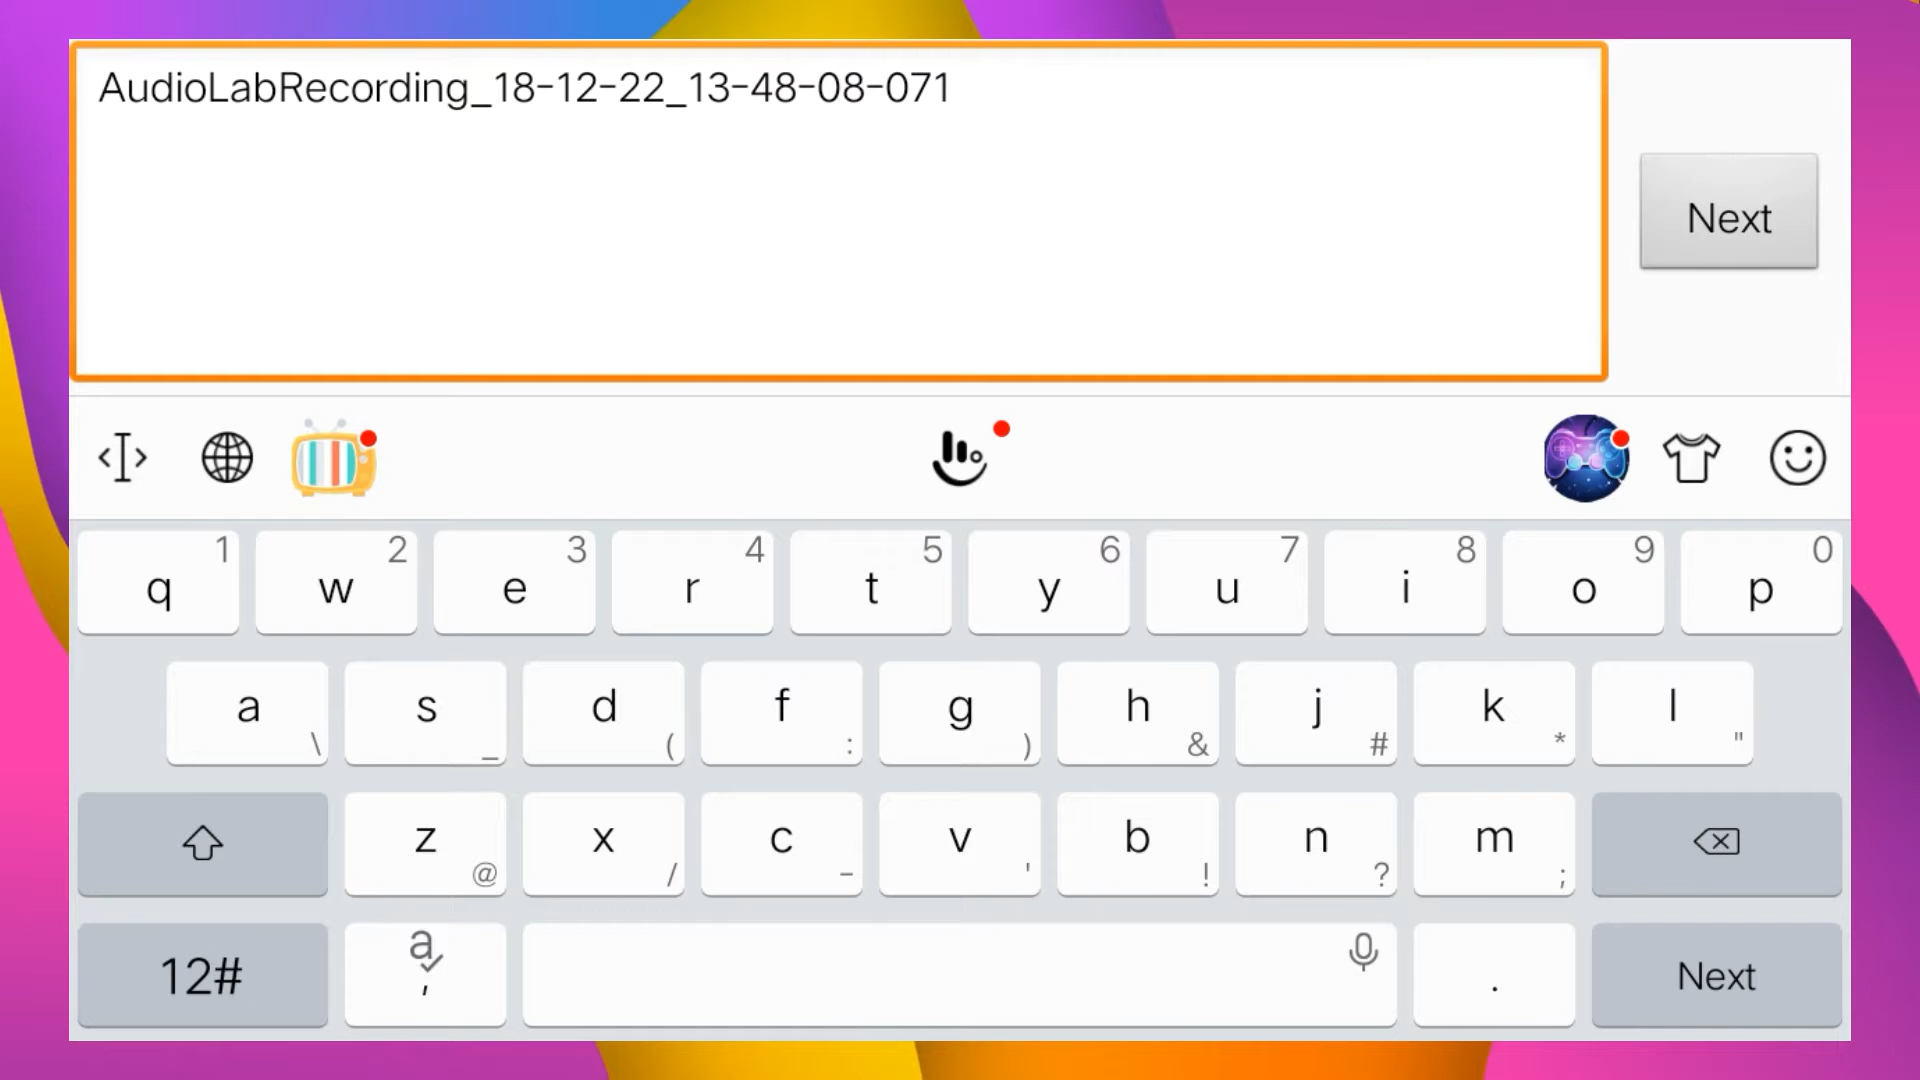 AudioLabRecording_18-12-22_13-48-08-071
Next
1 2 3 4 5 6 7 8 9 0
q w e r t y u i o p
a s d f g h j k l
\ _ ( : ) & # * "
z x c v b n m
@ / - ' ! ? ;
12# a , . Next